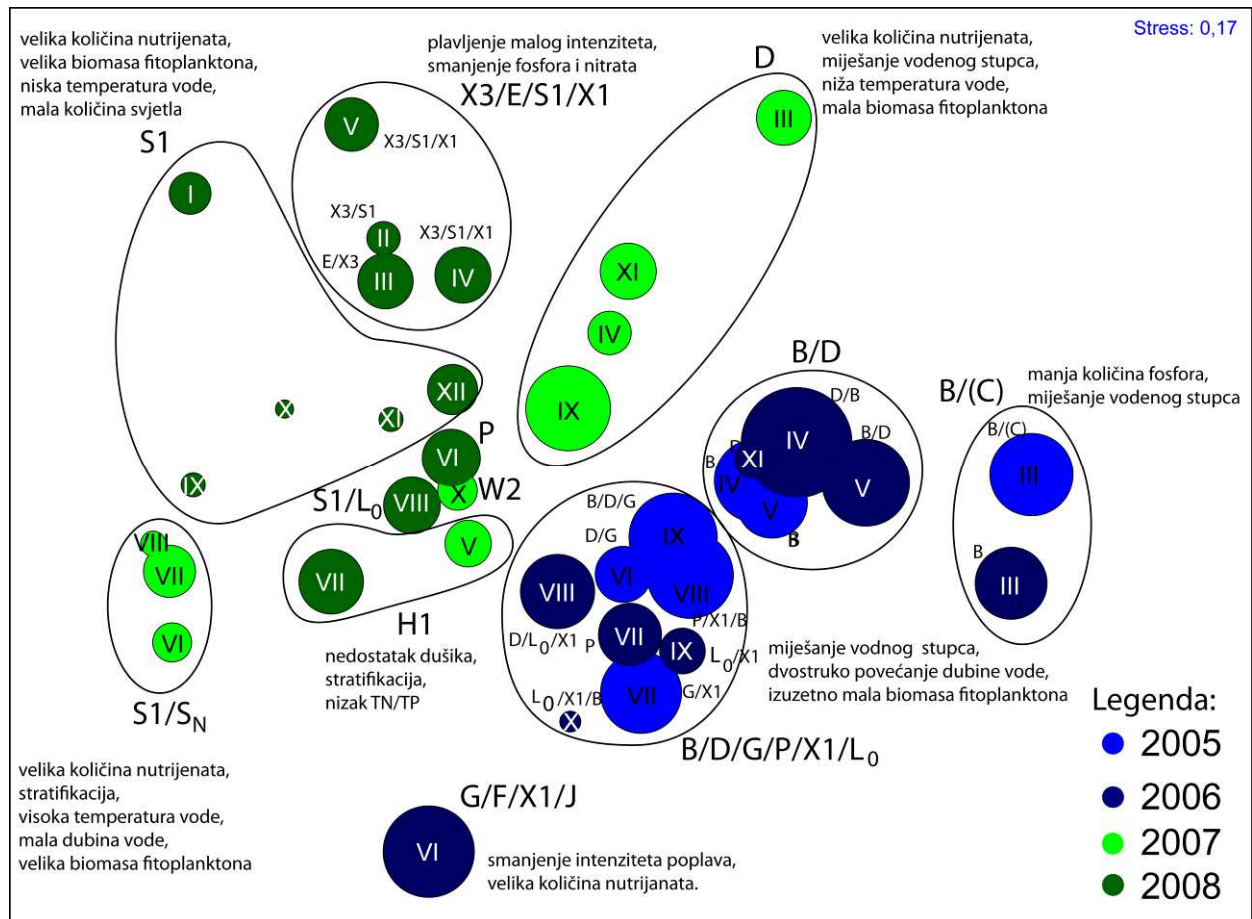 velika količina nutrijenata,
velika biomasa fitoplanktona,
niska temperatura vode,
mala količina svjetla
S1
plavljenje malog intenziteta,
smanjenje fosfora i nitrata
X3/E/S1/X1
D
velika količina nutrijenata,
miješanje vodenog stupca,
niža temperatura vode,
mala biomasa fitoplanktona
Stress: 0,17
I
V
X3/S1/X1
X3/S1
II
E/X3
III
X3/S1/X1
IV
III
XI
IV
IX
X
XI
XII
IX
P
VI
S1/L0
VIII
X
W2
VII
V
H1
nedostatak dušika,
stratifikacija,
nizak TN/TP
VIII
VII
VI
S1/SN
velika količina nutrijenata,
stratifikacija,
visoka temperatura vode,
mala dubina vode,
velika biomasa fitoplanktona
B/D
D/B
IV
B/D
V
D
XI
B
IV
V
B
B/(C)
manja količina fosfora,
miješanje vodenog stupca
B/(C)
III
B
III
B/D/G
IX
D/G
VI
VIII
VIII
D/L0/X1
P
VII
P/X1/B
IX
L0/X1
VII
G/X1
L0/X1/B
X
B/D/G/P/X1/L0
miješanje vodnog stupca,
dvostruko povećanje dubine vode,
izuzetno mala biomasa fitoplanktona
G/F/X1/J
VI
smanjenje intenziteta poplava,
velika količina nutrijanata.
Legenda:
2005
2006
2007
2008